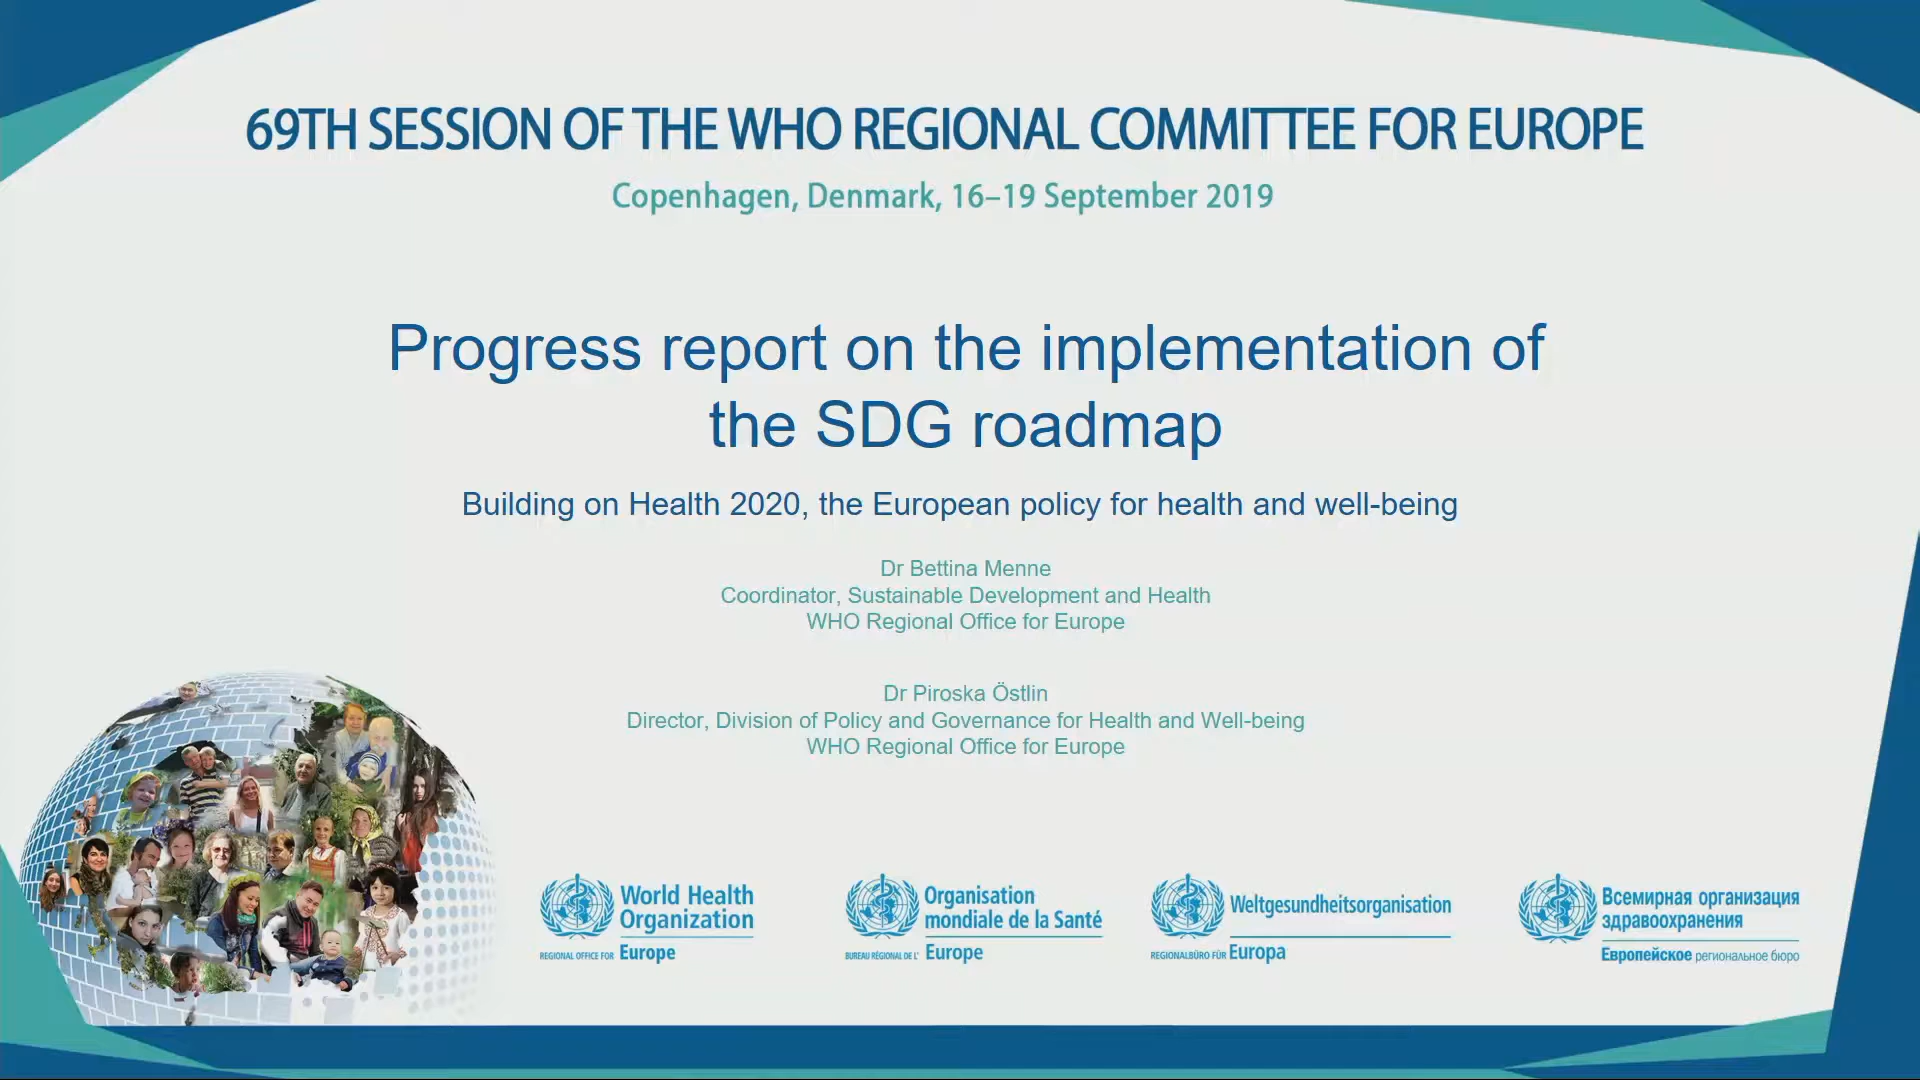 69TH SESSION OF THE WHO REGIONAL COMMITTEE FOR EUROPE
Copenhagen, Denmark, 16–19 September 2019
Progress report on the implementation of
the SDG roadmap
Building on Health 2020, the European policy for health and well-being
Dr Bettina Menne
Coordinator, Sustainable Development and Health
WHO Regional Office for Europe
Dr Piroska Östlin
Director, Division of Policy and Governance for Health and Well-being
WHO Regional Office for Europe
World Health
Organization
REGIONAL OFFICE FOR Europe
Organisation
mondiale de la Santé
BUREAU RÉGIONAL DE L' Europe
Weltgesundheitsorganisation
REGIONALBÜRO FÜR Europa
Всемирная организация
здравоохранения
Европейское региональное бюро